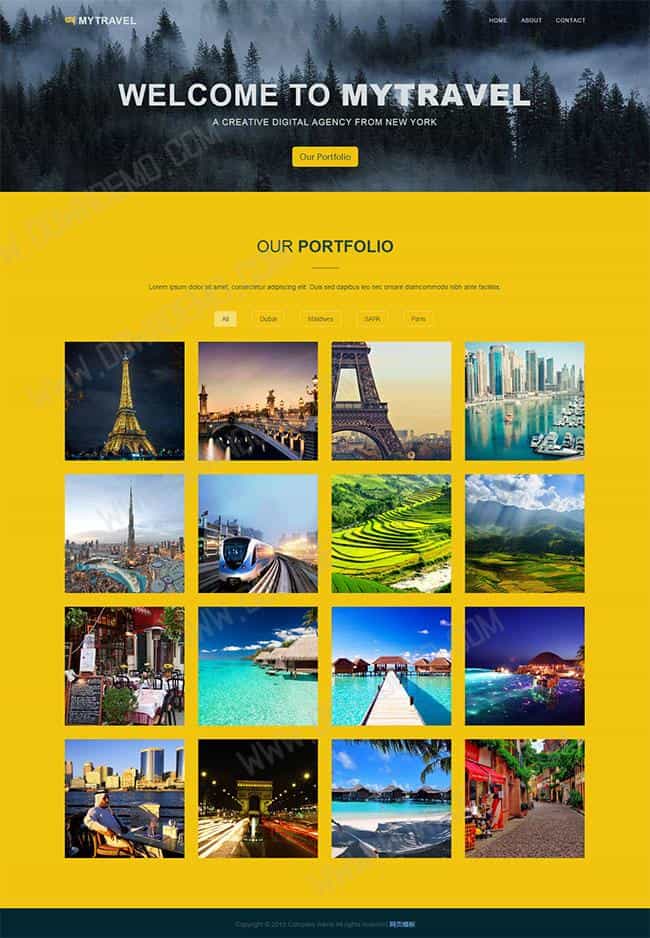 MYTRAVEL
HOME ABOUT CONTACT
WELCOME TO MYTRAVEL
A CREATIVE DIGITAL AGENCY FROM NEW YORK
Our Portfolio
OUR PORTFOLIO
Lorem ipsum dolor sit amet, consectetur adipiscing elit. Duis sed dapibus leo nec ornare diamcommodo nibh ante facilisis.
All Dubai Maldives SAPA Paris
Copyright © Company name All rights reserved. 网页模板